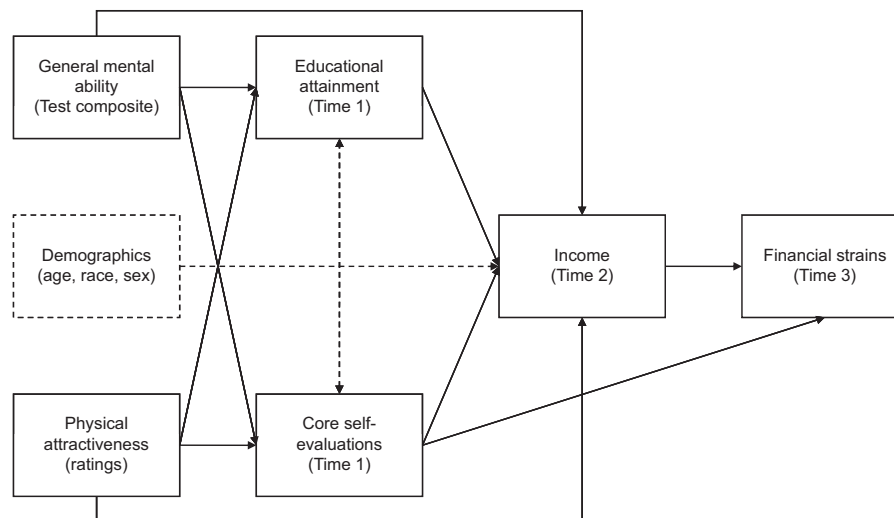 General mental
ability
(Test composite)
Educational
attainment
(Time 1)
Demographics
(age, race, sex)
Income
(Time 2)
Financial strains
(Time 3)
Physical
attractiveness
(ratings)
Core self-
evaluations
(Time 1)